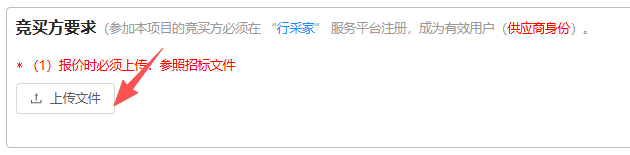 竞买方要求（参加本项目的竞买方必须在 “行采家” 服务平台注册，成为有效用户（供应商身份）。
*（1）报价时必须上传：参照招标文件
上传文件